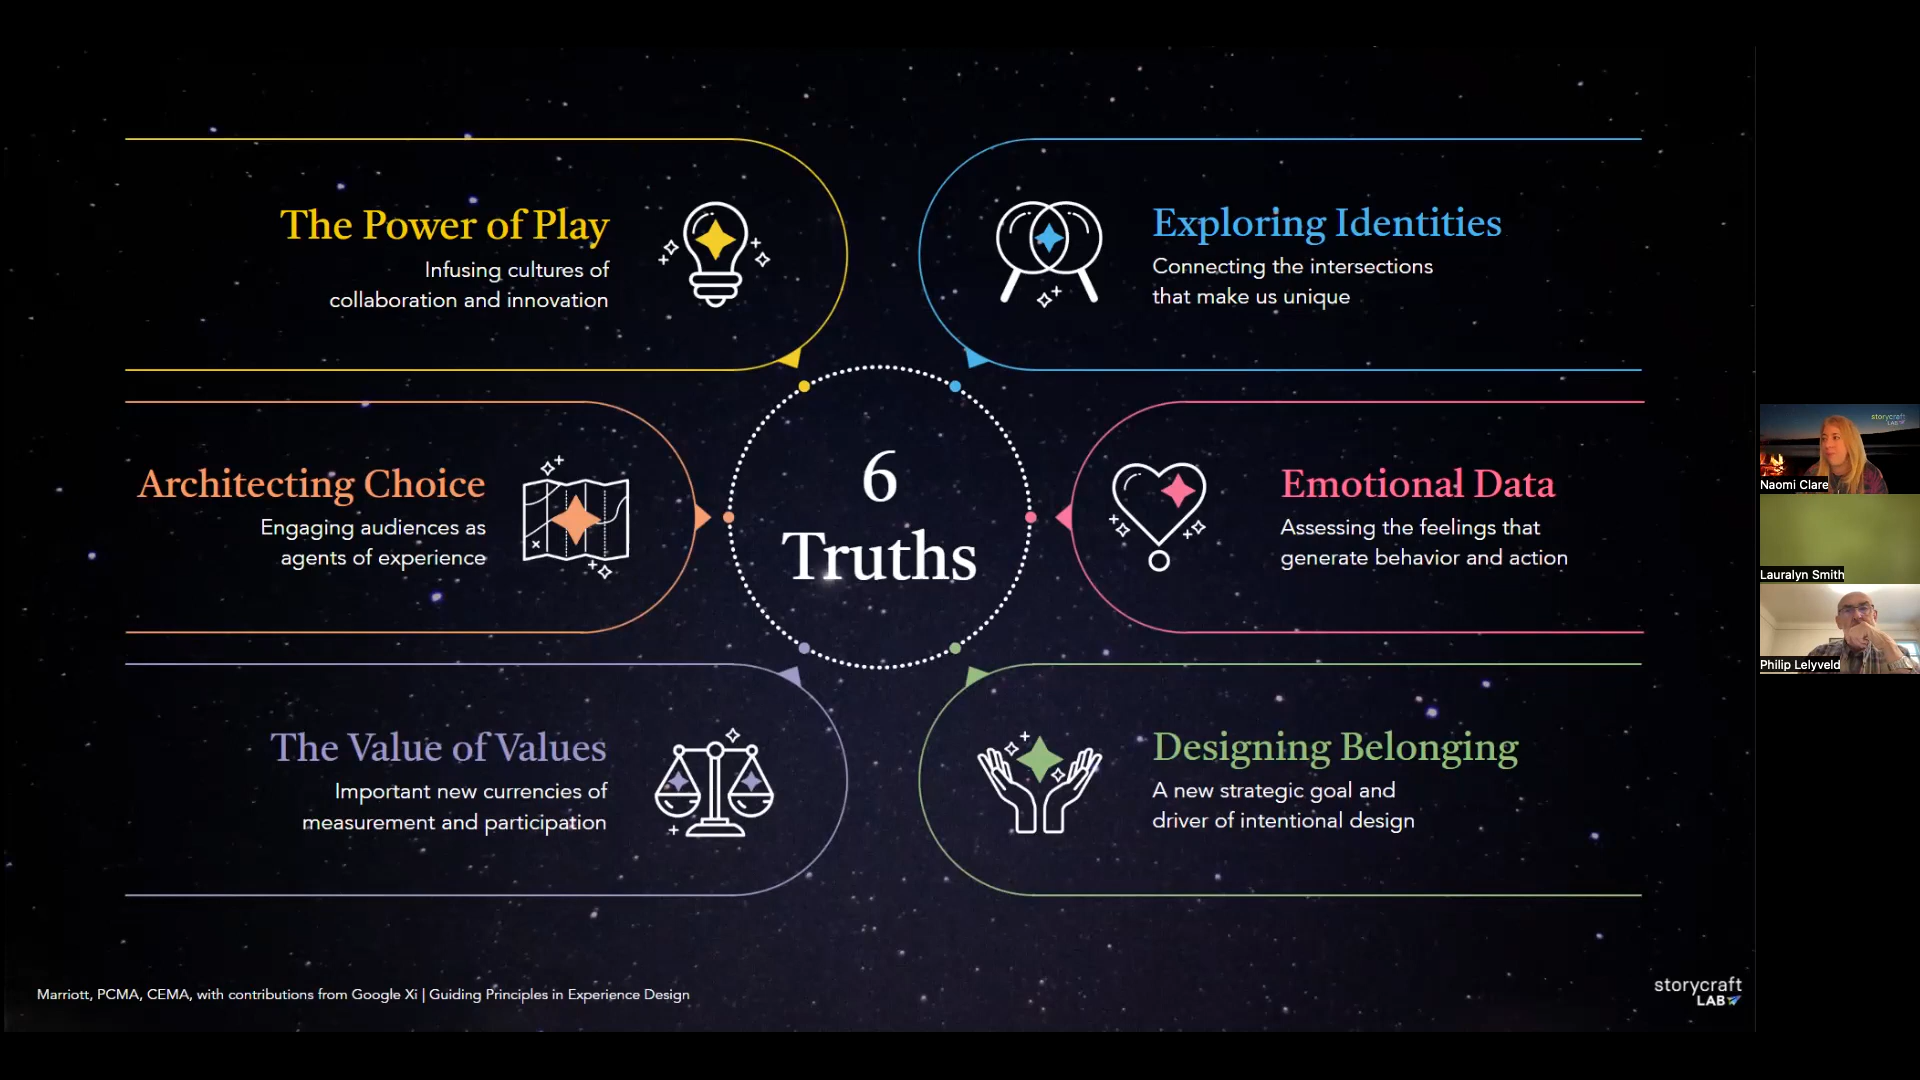 The Power of Play
Infusing cultures of
collaboration and innovation
Exploring Identities
Connecting the intersections
that make us unique
Architecting Choice
Engaging audiences as
agents of experience
6
Truths
Emotional Data
Assessing the feelings that
generate behavior and action
The Value of Values
Important new currencies of
measurement and participation
Designing Belonging
A new strategic goal and
driver of intentional design
Marriott, PCMA, CEMA, with contributions from Google Xi | Guiding Principles in Experience Design
storycraft
LAB
storycraft
LAB
Naomi Clare
Lauralyn Smith
Philip Lelyveld